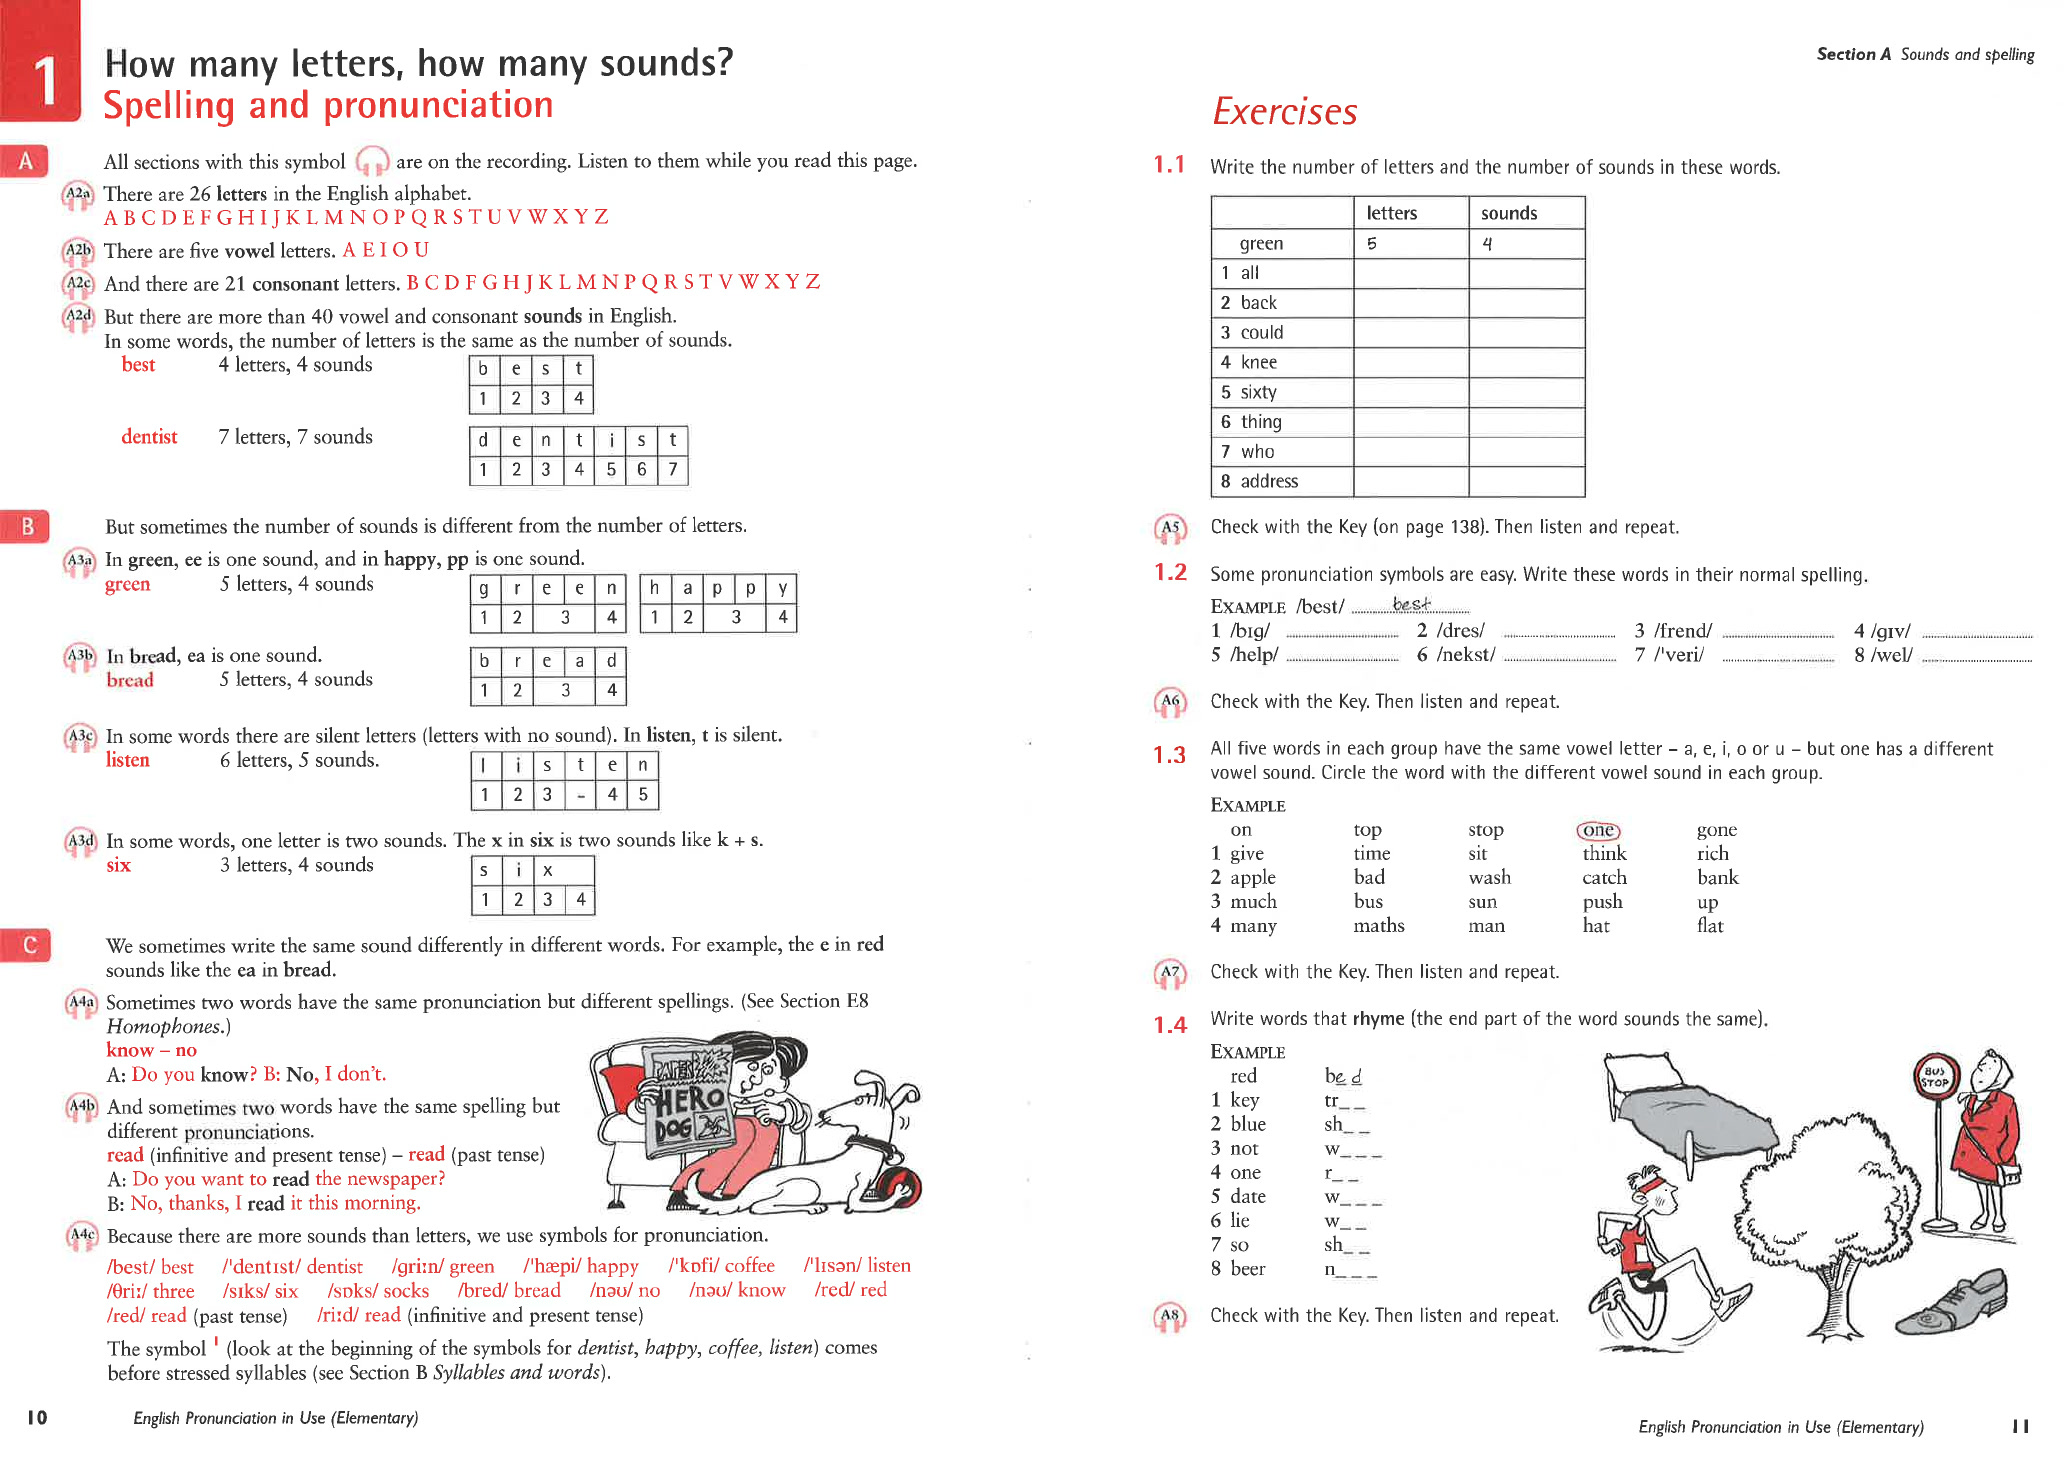 1
How many letters, how many sounds?
Spelling and pronunciation
A
All sections with this symbol are on the recording. Listen to them while you read this page.
A2a There are 26 letters in the English alphabet.
A B C D E F G H I J K L M N O P Q R S T U V W X Y Z
A2b There are five vowel letters. A E I O U
A2c And there are 21 consonant letters. B C D F G H J K L M N P Q R S T V W X Y Z
A2d But there are more than 40 vowel and consonant sounds in English.
In some words, the number of letters is the same as the number of sounds.
best 4 letters, 4 sounds
b e s t
1 2 3 4
dentist 7 letters, 7 sounds
d e n t i s t
1 2 3 4 5 6 7
B
But sometimes the number of sounds is different from the number of letters.
A3a In green, ee is one sound, and in happy, pp is one sound.
green 5 letters, 4 sounds
g r e e n h a p p y
1 2 3 4 1 2 3 4
A3b In bread, ea is one sound.
bread 5 letters, 4 sounds
b r e a d
1 2 3 4
A3c In some words there are silent letters (letters with no sound). In listen, t is silent.
listen 6 letters, 5 sounds.
l i s t e n
1 2 3 - 4 5
A3d In some words, one letter is two sounds. The x in six is two sounds like k + s.
six 3 letters, 4 sounds
s i x
1 2 3 4
C
We sometimes write the same sound differently in different words. For example, the e in red
sounds like the ea in bread.
A4a Sometimes two words have the same pronunciation but different spellings. (See Section E8
Homophones.)
know – no
A: Do you know? B: No, I don't.
A4b And sometimes two words have the same spelling but
different pronunciations.
read (infinitive and present tense) – read (past tense)
A: Do you want to read the newspaper?
B: No, thanks, I read it this morning.
PAPER
HERO
DOG
A4c Because there are more sounds than letters, we use symbols for pronunciation.
/best/ best /ˈdentɪst/ dentist /griːn/ green /ˈhæpi/ happy /ˈkɒfi/ coffee /ˈlɪsən/ listen
/θriː/ three /sɪks/ six /sɒks/ socks /bred/ bread /nəʊ/ no /nəʊ/ know /red/ red
/red/ read (past tense) /riːd/ read (infinitive and present tense)
The symbol ˈ (look at the beginning of the symbols for dentist, happy, coffee, listen) comes
before stressed syllables (see Section B Syllables and words).
10 English Pronunciation in Use (Elementary)
Section A Sounds and spelling
Exercises
1.1 Write the number of letters and the number of sounds in these words.
letters sounds
green 5 4
1 all
2 back
3 could
4 knee
5 sixty
6 thing
7 who
8 address
A5 Check with the Key (on page 138). Then listen and repeat.
1.2 Some pronunciation symbols are easy. Write these words in their normal spelling.
EXAMPLE /best/ best
1 /bɪg/ 2 /dres/ 3 /frend/ 4 /gɪv/
5 /help/ 6 /nekst/ 7 /ˈveri/ 8 /wel/
A6 Check with the Key. Then listen and repeat.
1.3 All five words in each group have the same vowel letter – a, e, i, o or u – but one has a different
vowel sound. Circle the word with the different vowel sound in each group.
EXAMPLE
on top stop one gone
1 give time sit think rich
2 apple bad wash catch bank
3 much bus sun push up
4 many maths man hat flat
A7 Check with the Key. Then listen and repeat.
1.4 Write words that rhyme (the end part of the word sounds the same).
EXAMPLE
red bed
1 key tr_ _
2 blue sh_ _
3 not w_ _ _
4 one r_ _
5 date w_ _ _
6 lie w_ _
7 so sh_ _
8 beer n_ _ _
BUS
STOP
A8 Check with the Key. Then listen and repeat.
English Pronunciation in Use (Elementary) 11